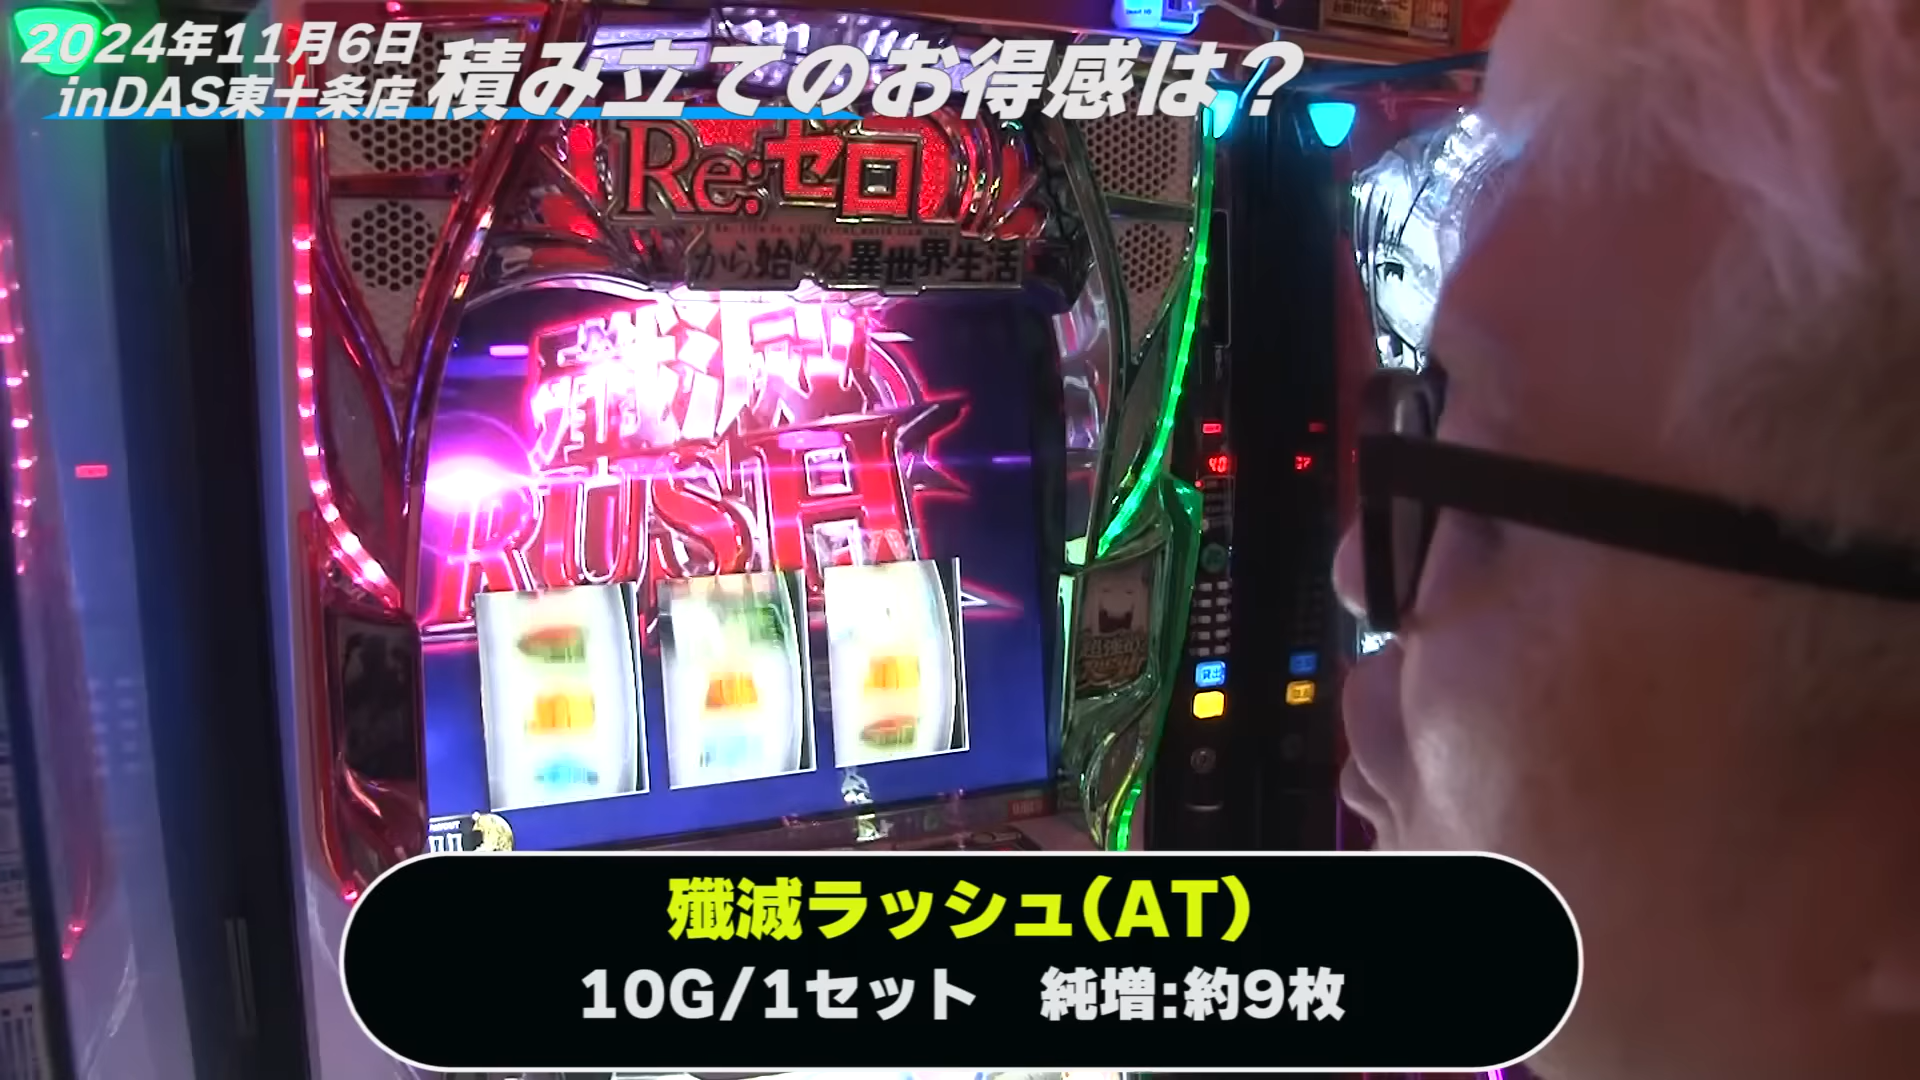 2024年11月6日
inDAS東十条店
積み立てのお得感は？
Re:ゼロ
から始める異世界生活
殲滅
RUSH
殲滅ラッシュ(AT)
10G/1セット　純増:約9枚